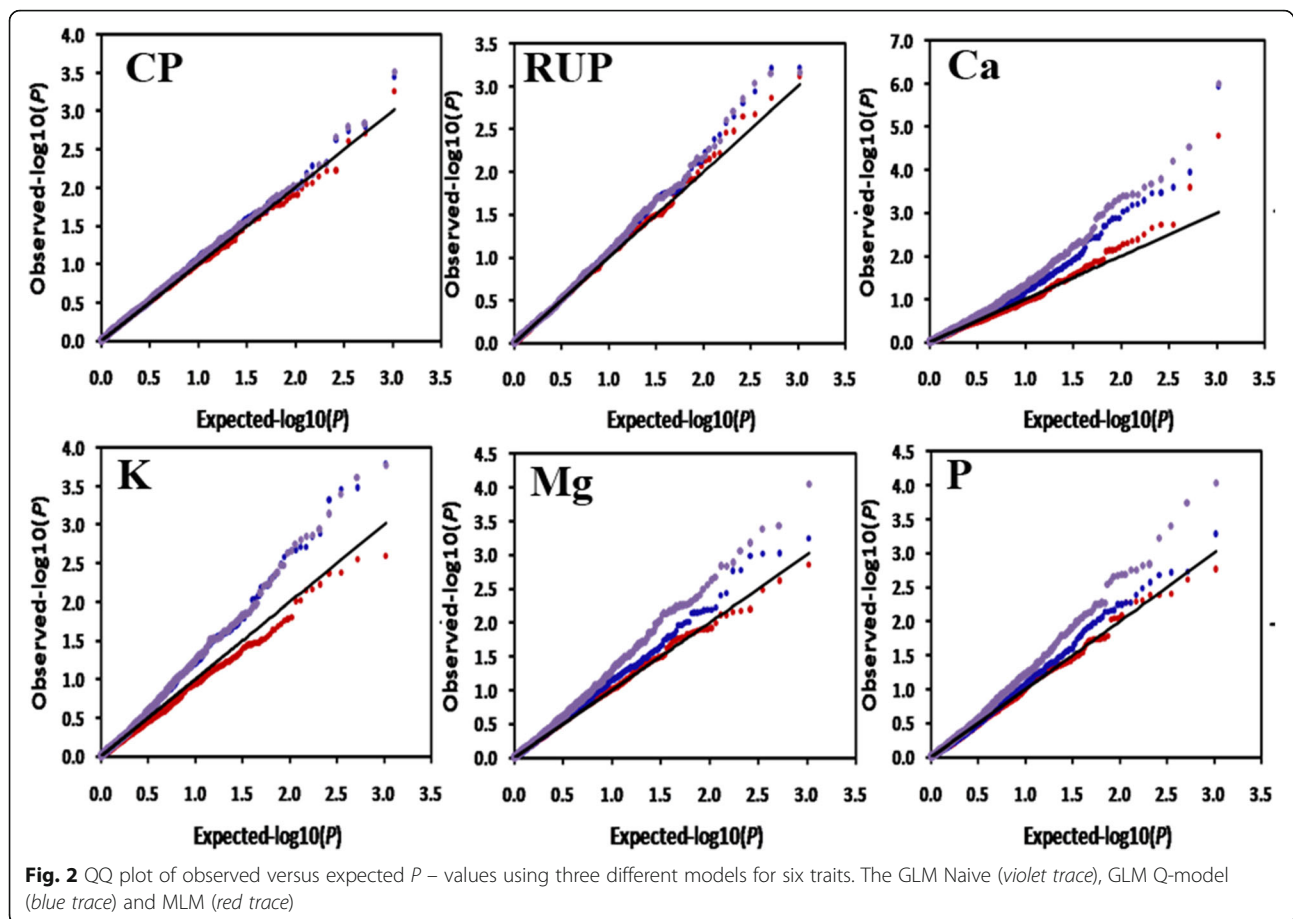 CP
Observed-log10(P)
4.0
3.5
3.0
2.5
2.0
1.5
1.0
0.5
0.0
0.0 0.5 1.0 1.5 2.0 2.5 3.0 3.5
Expected-log10(P)
RUP
Observed-log10(P)
3.5
3.0
2.5
2.0
1.5
1.0
0.5
0.0
0.0 0.5 1.0 1.5 2.0 2.5 3.0 3.5
Expected-log10(P)
Ca
Observed-log10(P)
7.0
6.0
5.0
4.0
3.0
2.0
1.0
0.0
0.0 0.5 1.0 1.5 2.0 2.5 3.0 3.5
Expected-log10(P)
K
Observed-log10(P)
4.0
3.5
3.0
2.5
2.0
1.5
1.0
0.5
0.0
0.0 0.5 1.0 1.5 2.0 2.5 3.0 3.5
Expected-log10(P)
Mg
Observed-log10(P)
4.5
4.0
3.5
3.0
2.5
2.0
1.5
1.0
0.5
0.0
0.0 0.5 1.0 1.5 2.0 2.5 3.0 3.5
Expected-log10(P)
P
Observed-log10(P)
4.5
4.0
3.5
3.0
2.5
2.0
1.5
1.0
0.5
0.0
0.0 0.5 1.0 1.5 2.0 2.5 3.0 3.5
Expected-log10(P)
Fig. 2 QQ plot of observed versus expected P – values using three different models for six traits. The GLM Naive (violet trace), GLM Q-model
(blue trace) and MLM (red trace)